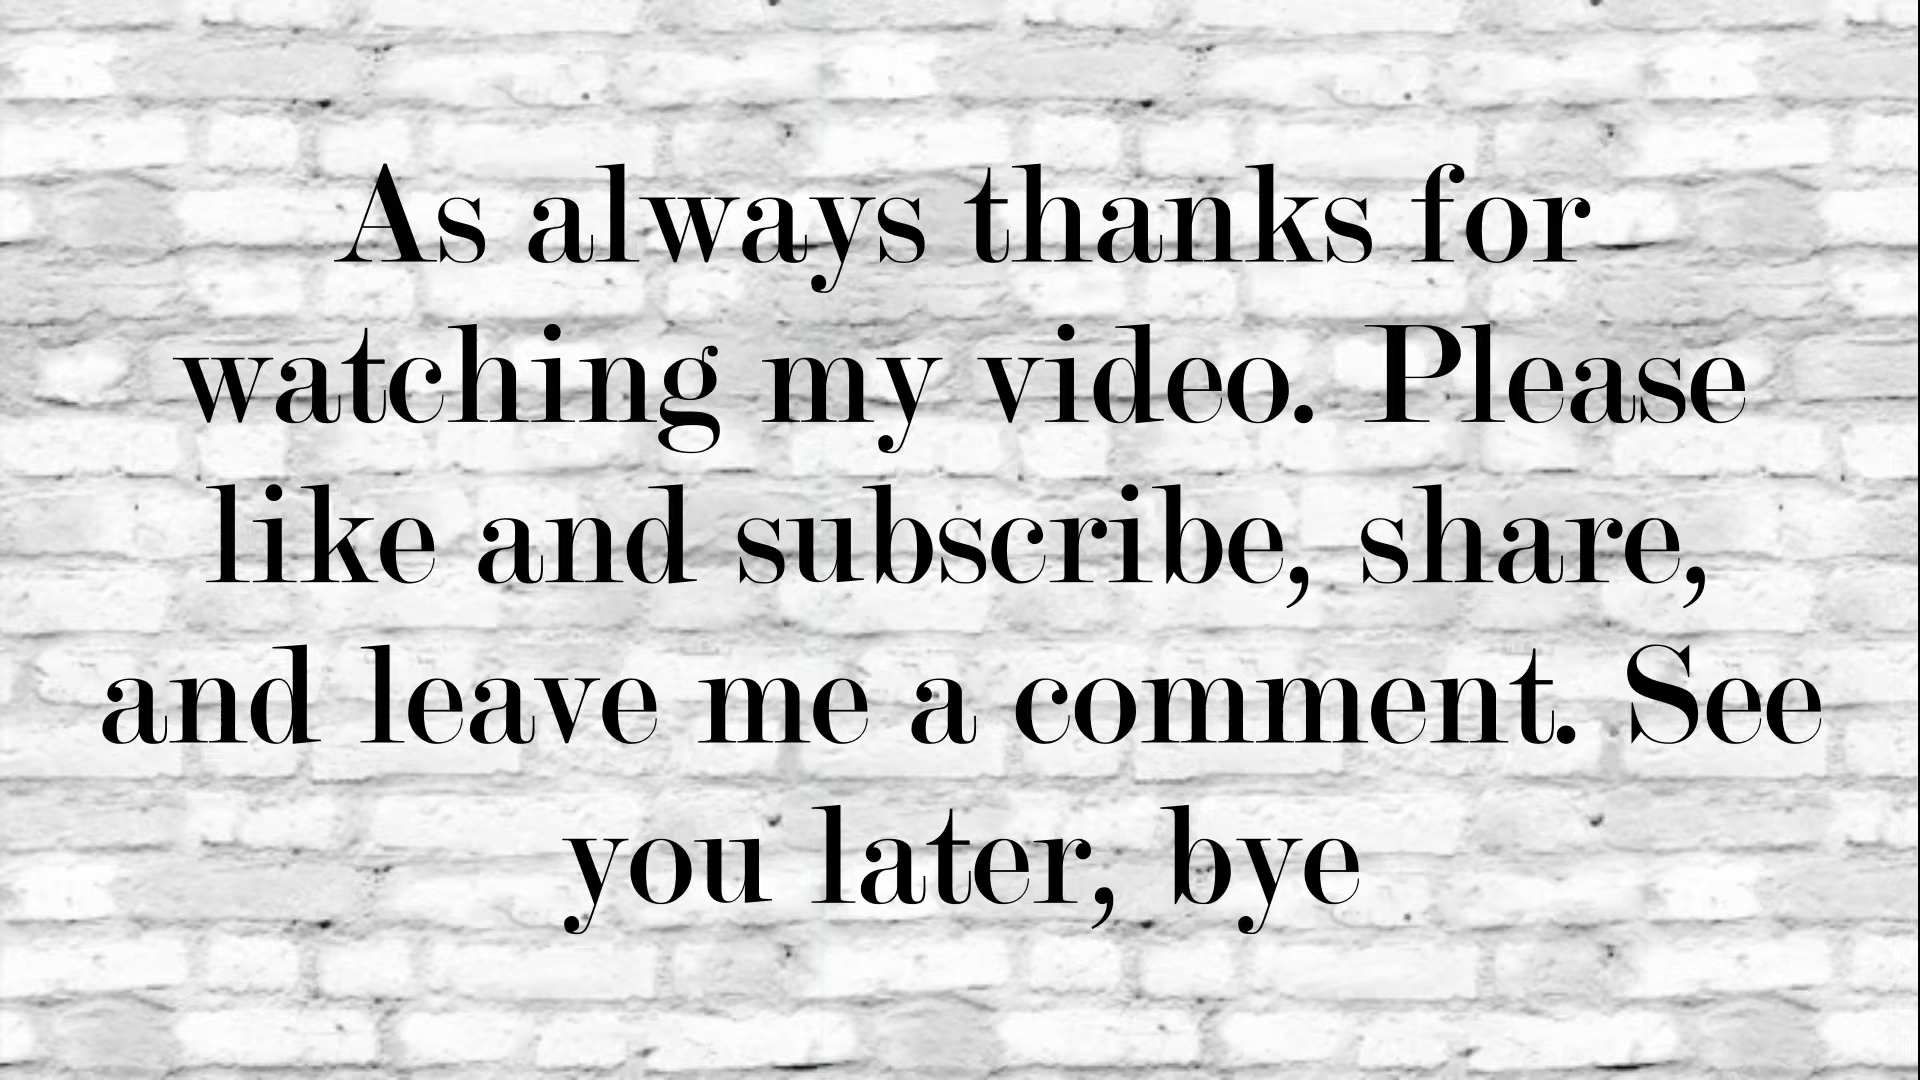 As always thanks for
watching my video. Please
like and subscribe, share,
and leave me a comment. See
you later, bye